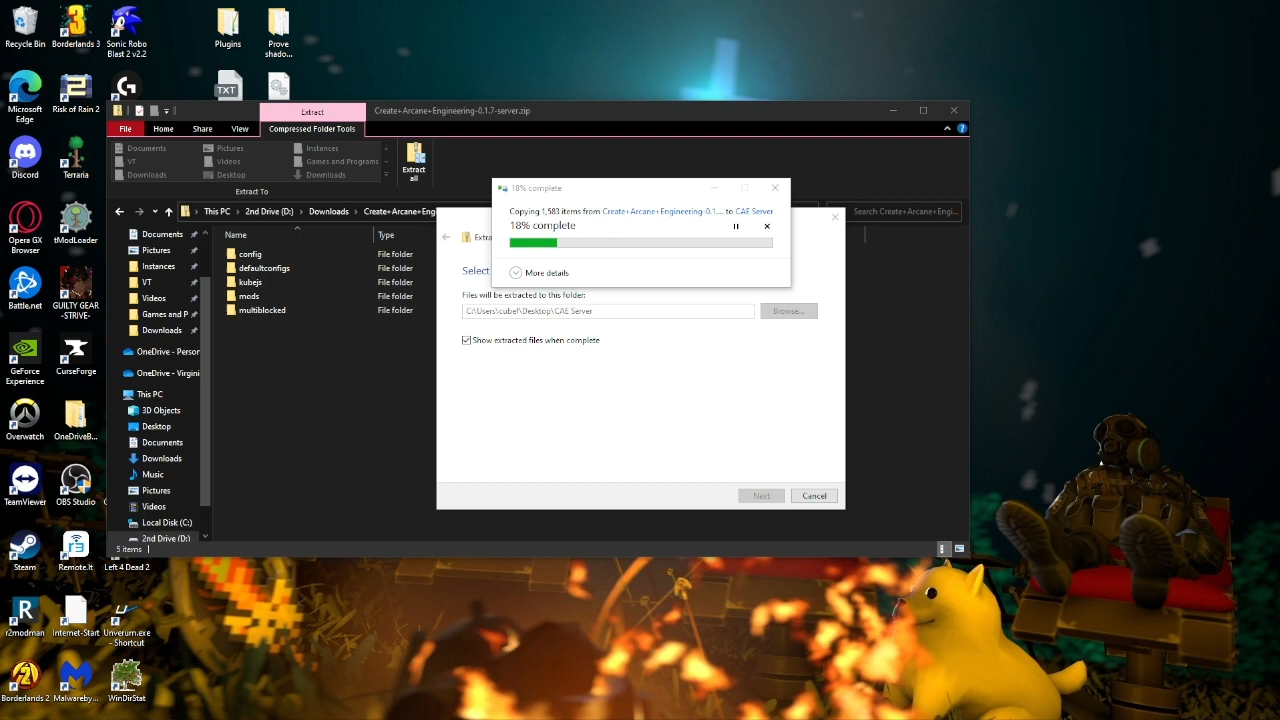 Recycle Bin
Borderlands 3
Sonic Robo
Blast 2 v2.2
Plugins
Prove
shado...
TXT
Microsoft
Edge
Risk of Rain 2
Extract
Create+Arcane+Engineering-0.1.7-server.zip
File
Home
Share
View
Compressed Folder Tools
Documents
Pictures
Instances
VT
Videos
Games and Programs
Downloads
Desktop
Downloads
Extract
all
Extract To
Discord
Terraria
This PC
2nd Drive (D:)
Downloads
Create+Arcane+Eng
Search Create+Arcane+Engi...
Opera GX
Browser
tModLoader
Battle.net
GUILTY GEAR
-STRIVE-
GeForce
Experience
CurseForge
Overwatch
OneDriveB...
TeamViewer
OBS Studio
Steam
Remote.It
Left 4 Dead 2
r2modman
Internet-Start
Unverum.exe
- Shortcut
Borderlands 2
Malwareby...
WinDirStat
Documents
Pictures
Instances
VT
Videos
Games and P
Downloads
OneDrive - Person
OneDrive - Virgini
This PC
3D Objects
Desktop
Documents
Downloads
Music
Pictures
Videos
Local Disk (C:)
2nd Drive (D:)
5 items
Name
Type
config
File folder
defaultconfigs
File folder
kubejs
File folder
mods
File folder
multiblocked
File folder
18% complete
Copying 1,583 items from Create+Arcane+Engineering-0.1.... to CAE Server
18% complete
More details
Extra
Select
Files will be extracted to this folder:
C:\Users\cubef\Desktop\CAE Server
Browse...
Show extracted files when complete
Next
Cancel